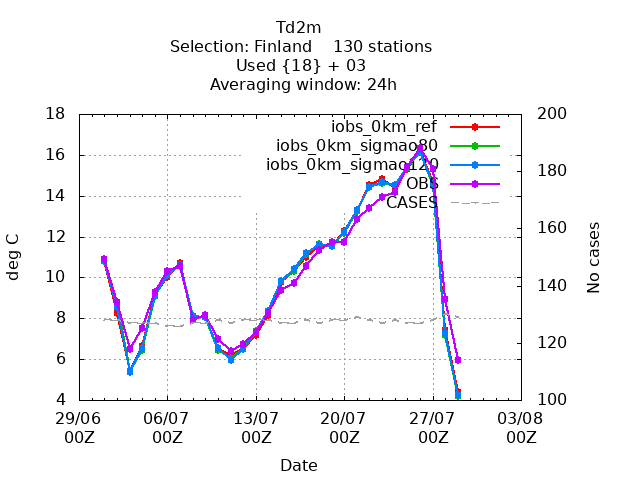 Td2m
Selection: Finland    130 stations
Used {18} + 03
Averaging window: 24h
iobs_0km_ref
iobs_0km_sigmao80
iobs_0km_sigmao120
OBS
CASES
deg C
18
16
14
12
10
8
6
4
200
180
160
140
120
100
No cases
29/06 06/07 13/07 20/07 27/07 03/08
00Z 00Z 00Z 00Z 00Z 00Z
Date